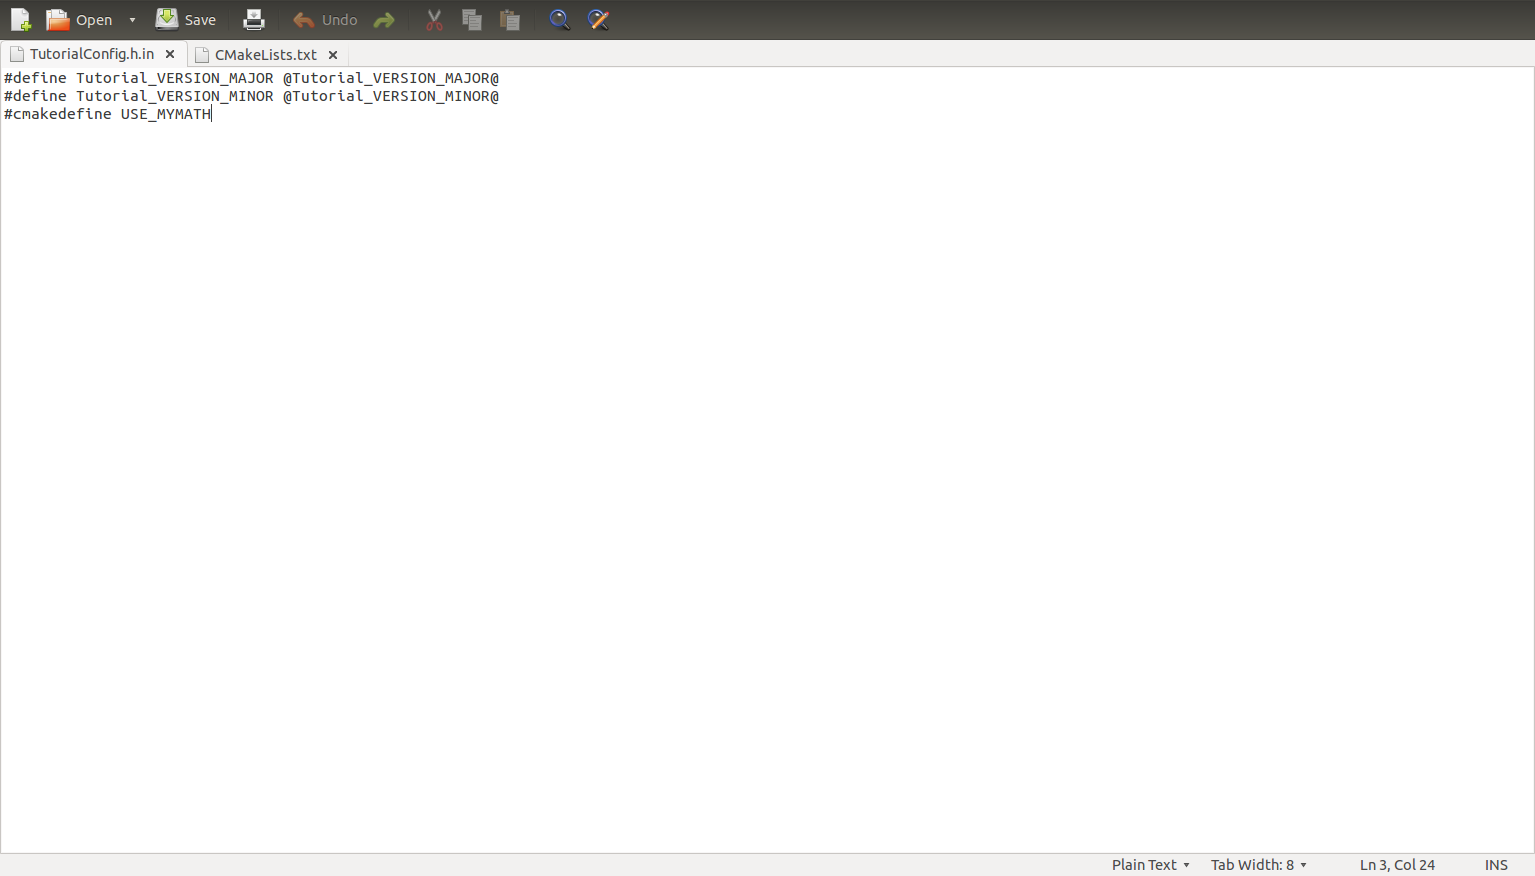 Open Save Undo
TutorialConfig.h.in CMakeLists.txt
#define Tutorial_VERSION_MAJOR @Tutorial_VERSION_MAJOR@
#define Tutorial_VERSION_MINOR @Tutorial_VERSION_MINOR@
#cmakedefine USE_MYMATH
Plain Text Tab Width: 8 Ln 3, Col 24 INS